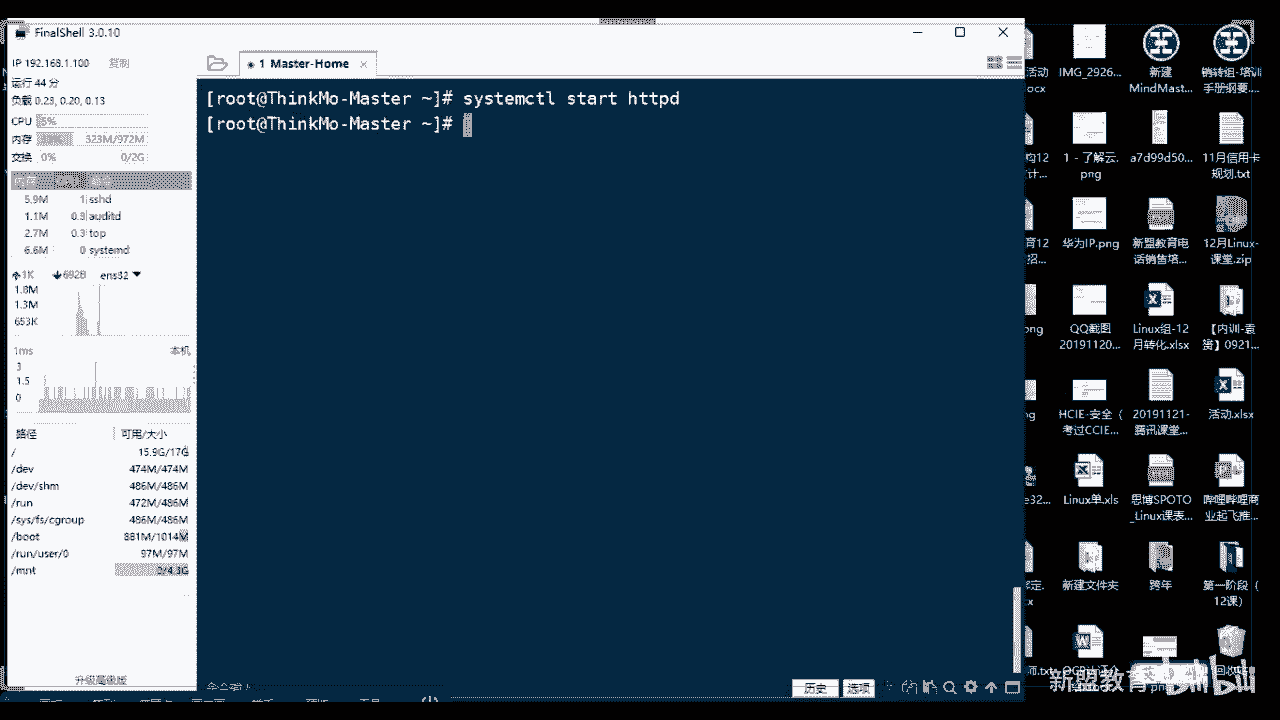 FinalShell 3.0.10
IP 192.168.1.100 复制
运行 44 分
负载 0.23, 0.20, 0.13
CPU 5%
内存 323M/972M
交换 0% 0/2G
5.9M 1 sshd
1.1M 0.3 auditd
2.7M 0.3 top
6.6M 0 systemd
1K 692B ens32
1.8M
1.3M
653K
1ms 本机
3
1.5
0
路径 可用/大小
/ 15.9G/17G
/dev 474M/474M
/dev/shm 486M/486M
/run 472M/486M
/sys/fs/cgroup 486M/486M
/boot 881M/1014M
/run/user/0 97M/97M
/mnt 0/4.3G
升级高级版
1 Master-Home
[root@ThinkMo-Master ~]# systemctl start httpd
[root@ThinkMo-Master ~]#
历史 选项
IMG_2926...
新建
MindMast...
销转组-培训
手册纲要...
1 - 了解云.
png
a7d99d50...
11月信用卡
规划.txt
华为IP.png
新盟教育电
话销售培...
12月Linux-
课堂.zip
QQ截图
20191120...
Linux组-12
月转化.xlsx
【内训-袁
蛋】0921...
HCIE-安全（
考过CCIE...
20191121-
腾讯课堂...
活动.xlsx
Linux单.xls
思博SPOTO
_Linux课表...
哔哩哔哩商
业起飞推...
新建文件夹
跨年
第一阶段（
12课）
新盟教育
bilibili